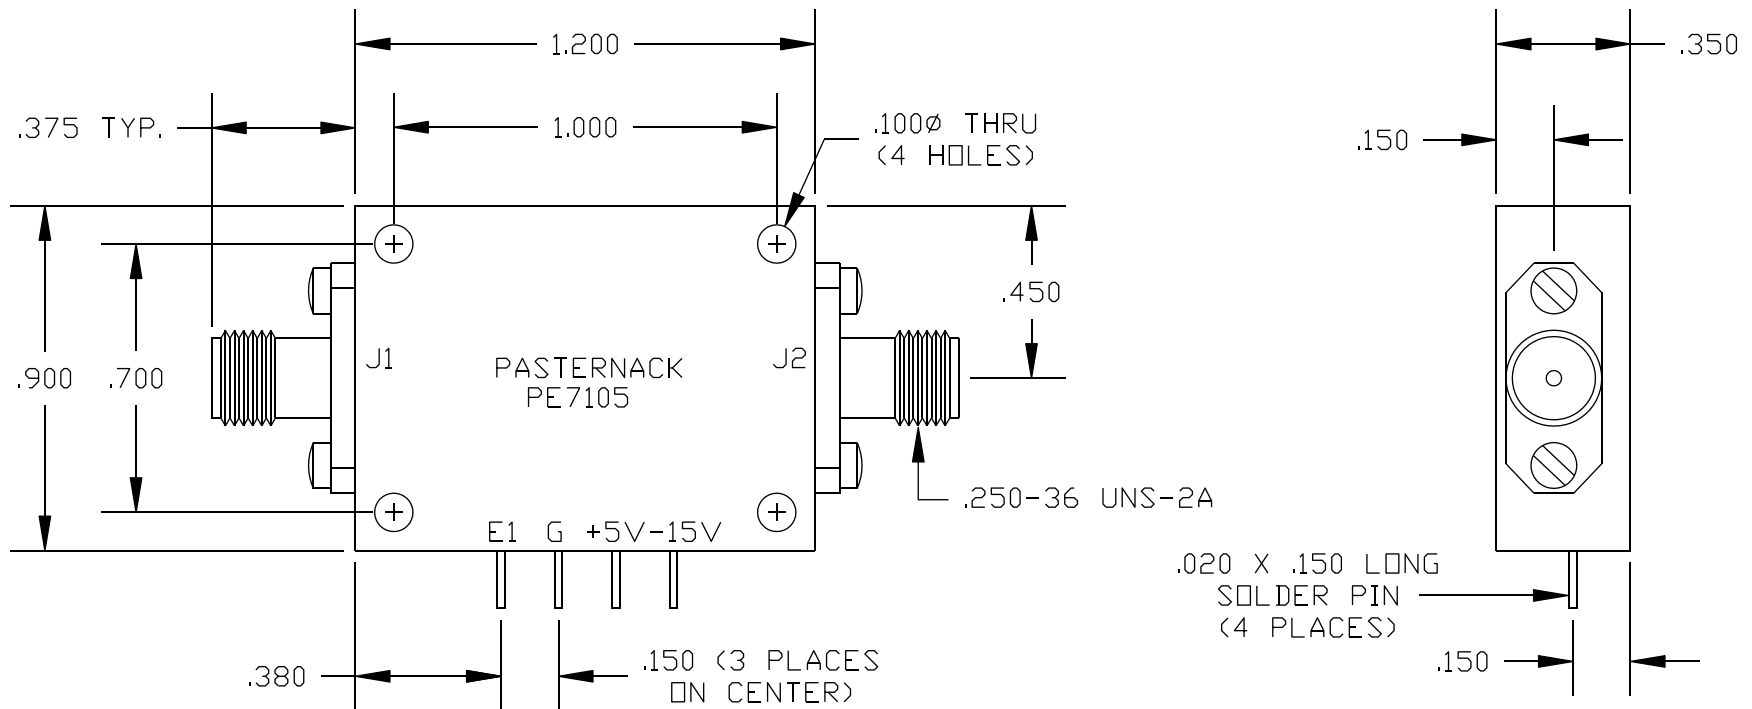 1.200
.350
.375 TYP.
1.000
.100Ø THRU
(4 HOLES)
.150
.450
J1
J2
PASTERNACK
PE7105
.900
.700
.250-36 UNS-2A
E1 G +5V-15V
.020 X .150 LONG
SOLDER PIN
(4 PLACES)
.380
.150 (3 PLACES
ON CENTER)
.150